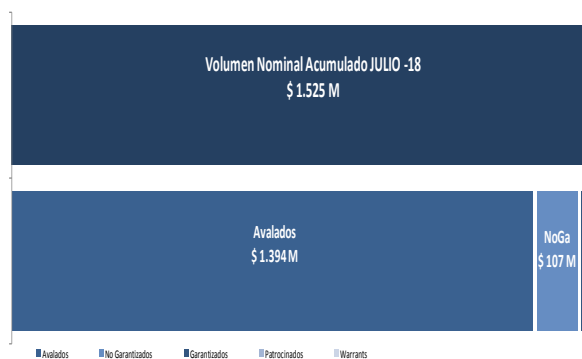 Volumen Nominal Acumulado JULIO -18
$ 1.525 M
Avalados
$ 1.394 M
NoGa
$ 107 M
Avalados No Garantizados Garantizados Patrocinados Warrants